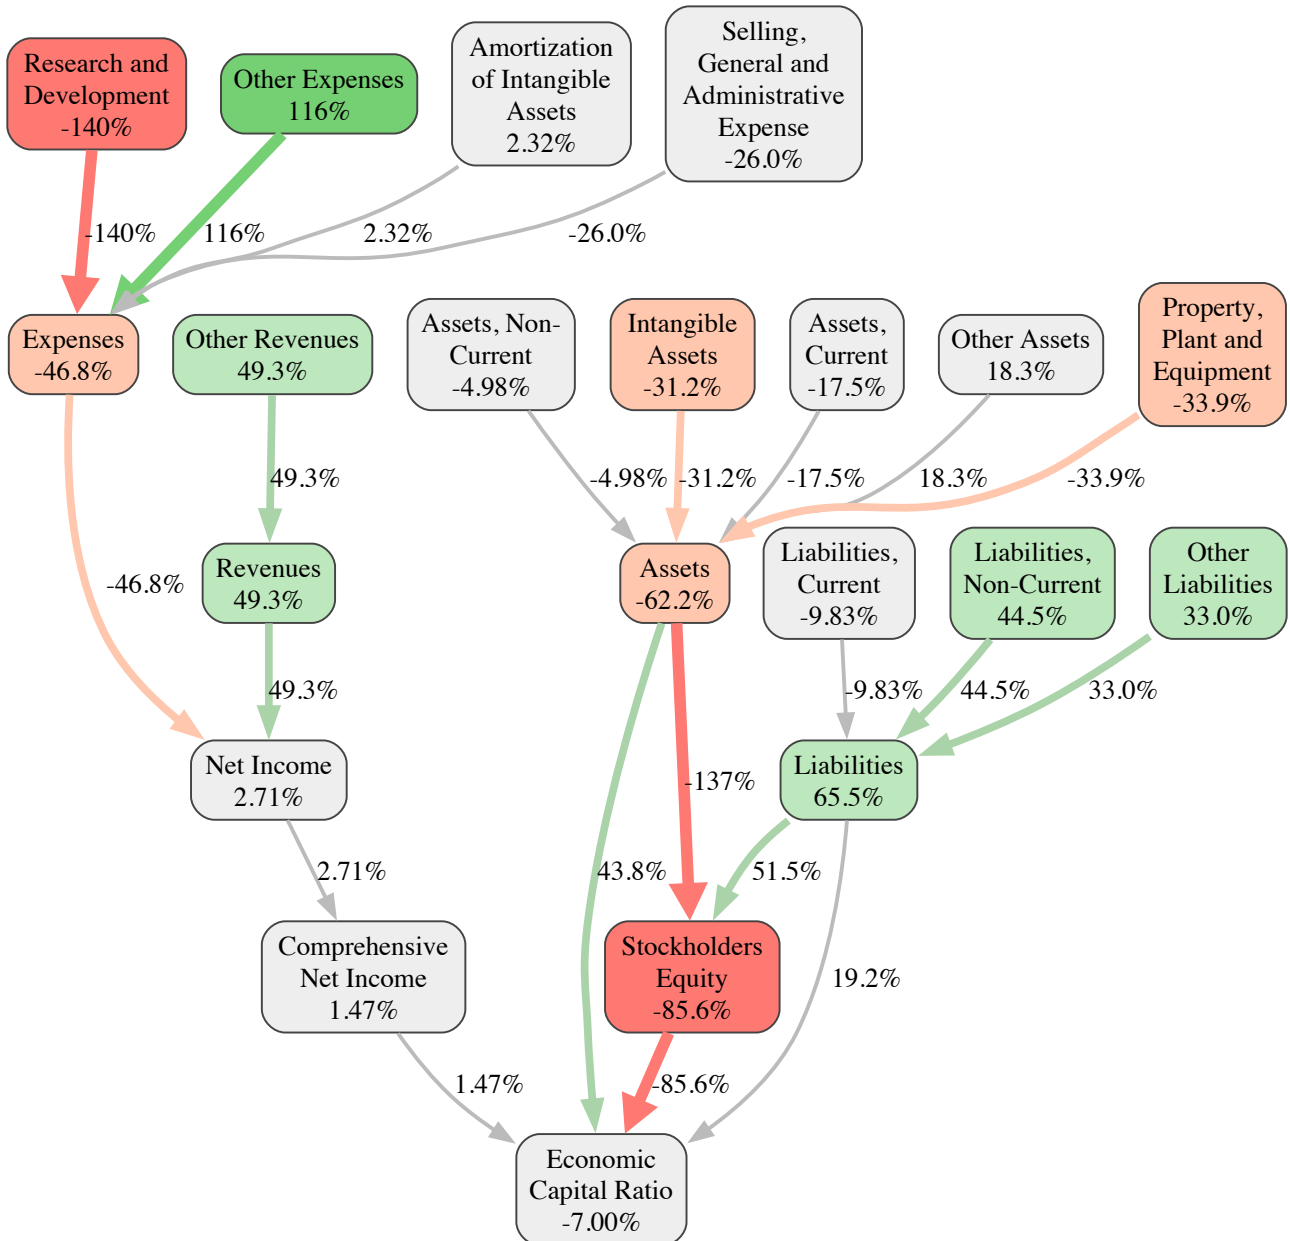 Research and
Development
-140%
Other Expenses
116%
Amortization
of Intangible
Assets
2.32%
Selling,
General and
Administrative
Expense
-26.0%
-140%
116%
2.32%
-26.0%
Expenses
-46.8%
Other Revenues
49.3%
Assets, Non-
Current
-4.98%
Intangible
Assets
-31.2%
Assets,
Current
-17.5%
Other Assets
18.3%
Property,
Plant and
Equipment
-33.9%
49.3%
-4.98%
-31.2%
-17.5%
18.3%
-33.9%
-46.8%
Revenues
49.3%
Assets
-62.2%
Liabilities,
Current
-9.83%
Liabilities,
Non-Current
44.5%
Other
Liabilities
33.0%
49.3%
-9.83%
44.5%
33.0%
Net Income
2.71%
-137%
Liabilities
65.5%
2.71%
43.8%
51.5%
Comprehensive
Net Income
1.47%
Stockholders
Equity
-85.6%
19.2%
1.47%
-85.6%
Economic
Capital Ratio
-7.00%